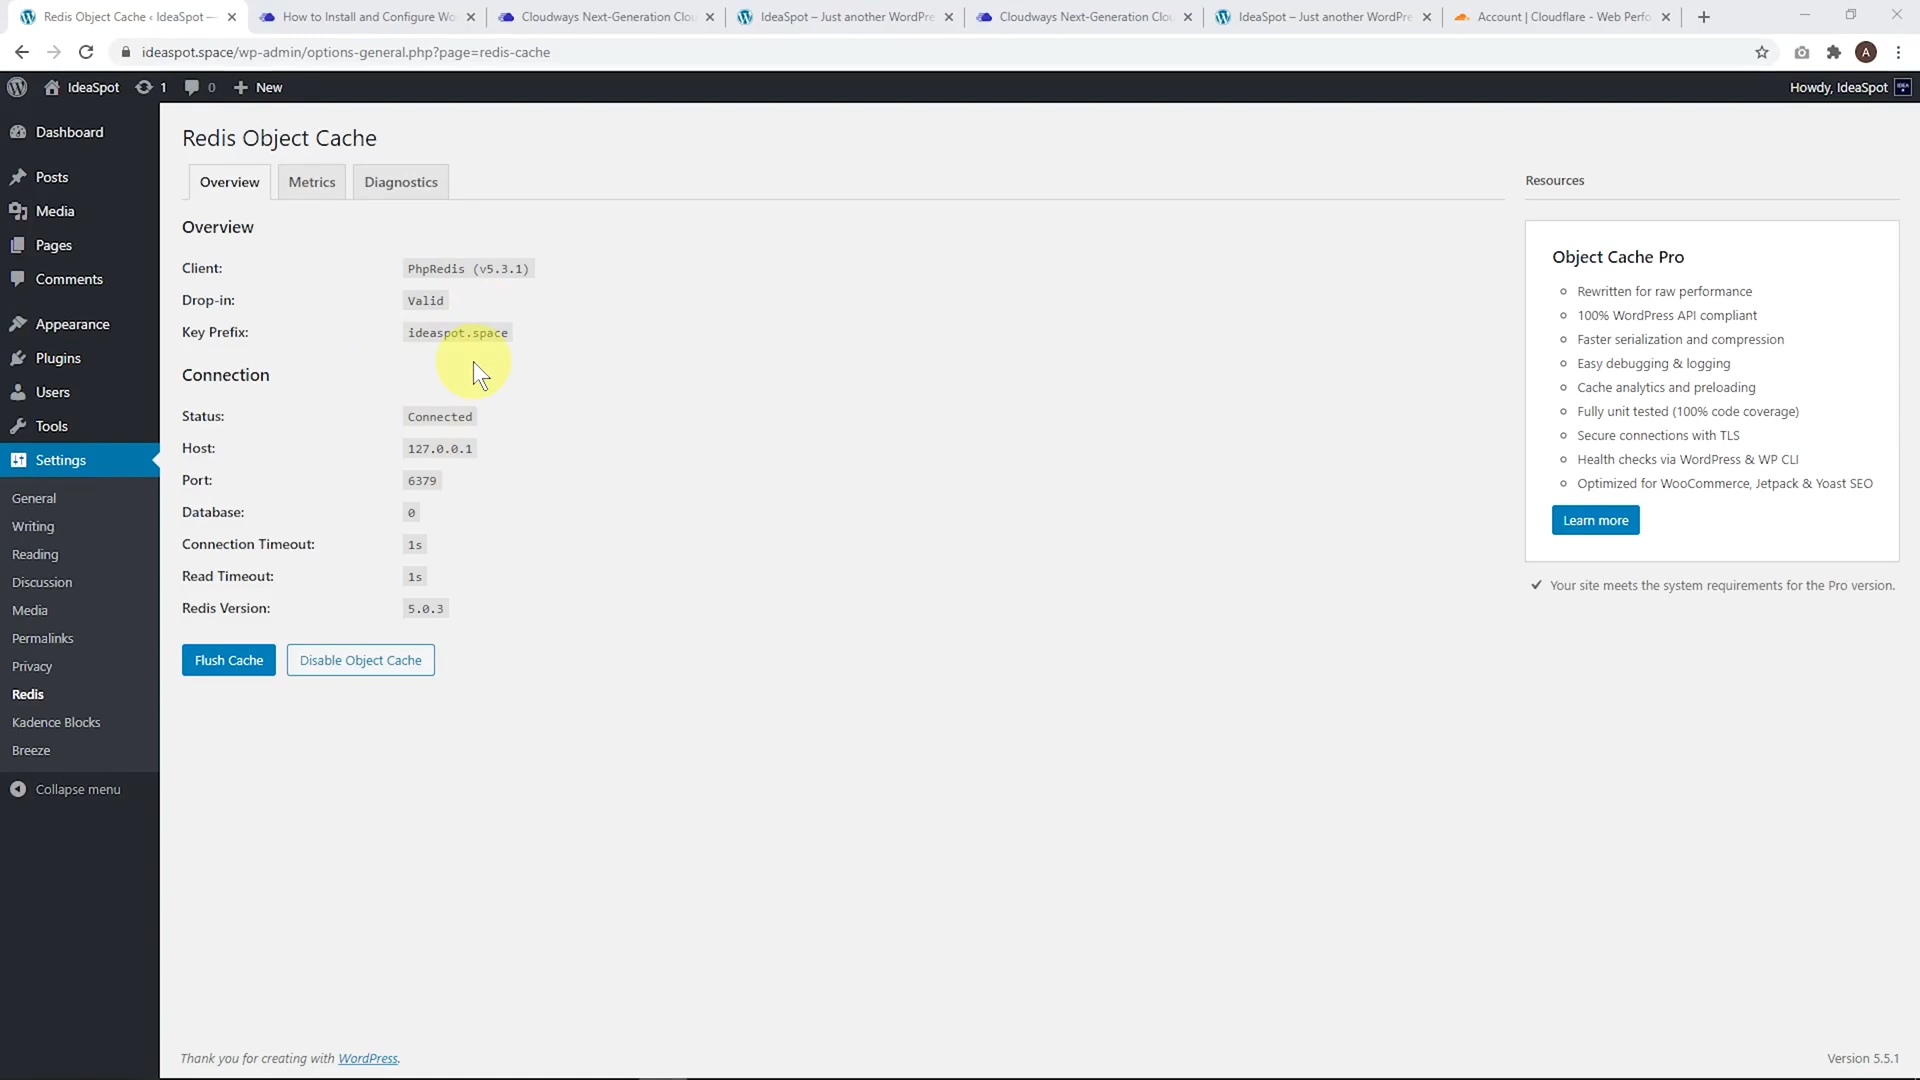 Redis Object Cache ‹ IdeaSpot —
How to Install and Configure Wo
Cloudways Next-Generation Clou
IdeaSpot – Just another WordPre
Cloudways Next-Generation Clou
IdeaSpot – Just another WordPre
Account | Cloudflare - Web Perfo
ideaspot.space/wp-admin/options-general.php?page=redis-cache
A
IdeaSpot
1
0
New
Howdy, IdeaSpot
Dashboard
Posts
Media
Pages
Comments
Appearance
Plugins
Users
Tools
Settings
General
Writing
Reading
Discussion
Media
Permalinks
Privacy
Redis
Kadence Blocks
Breeze
Collapse menu
Redis Object Cache
Overview
Metrics
Diagnostics
Overview
Client: PhpRedis (v5.3.1)
Drop-in: Valid
Key Prefix: ideaspot.space
Connection
Status: Connected
Host: 127.0.0.1
Port: 6379
Database: 0
Connection Timeout: 1s
Read Timeout: 1s
Redis Version: 5.0.3
Flush Cache
Disable Object Cache
Resources
Object Cache Pro
Rewritten for raw performance
100% WordPress API compliant
Faster serialization and compression
Easy debugging & logging
Cache analytics and preloading
Fully unit tested (100% code coverage)
Secure connections with TLS
Health checks via WordPress & WP CLI
Optimized for WooCommerce, Jetpack & Yoast SEO
Learn more
Your site meets the system requirements for the Pro version.
Thank you for creating with WordPress.
Version 5.5.1